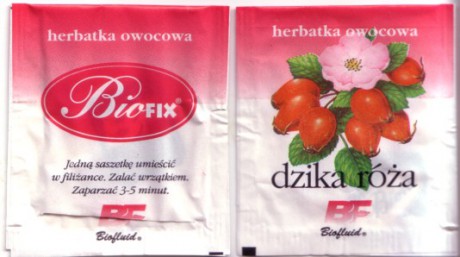 herbatka owocowa
BioFIX®
Jedną saszetkę umieścić
w filiżance. Zalać wrzątkiem.
Zaparzać 3-5 minut.
BF
Biofluid®
herbatka owocowa
dzika róża
BF
Biofluid®